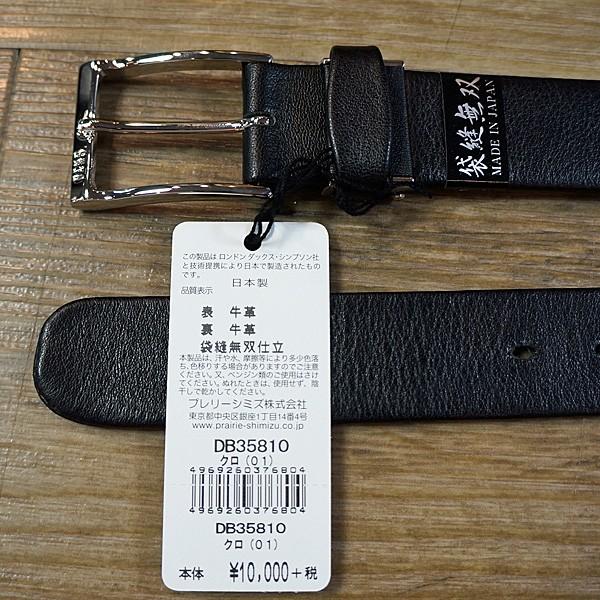 DAKS
袋縫無双
MADE IN JAPAN
この製品は ロンドン ダックス・シンプソン社
と技術提携により日本で製造されたもの
です。
日本製
品質表示
表 牛革
裏 牛革
袋縫無双仕立
本製品は、汗や水、摩擦等により多少色落
ち、色移りする場合がありますのでご注意
ください。又、ベンジン類のご使用はさけ
てください。ぬれたときは、使用せず、陰
干しで乾かしてください。
プレリーシミズ株式会社
東京都中央区銀座1丁目14番4号
www.prairie-shimizu.co.jp
DB35810
クロ(01)
4969260376804
DB35810
クロ(01)
本体 ¥10,000+税